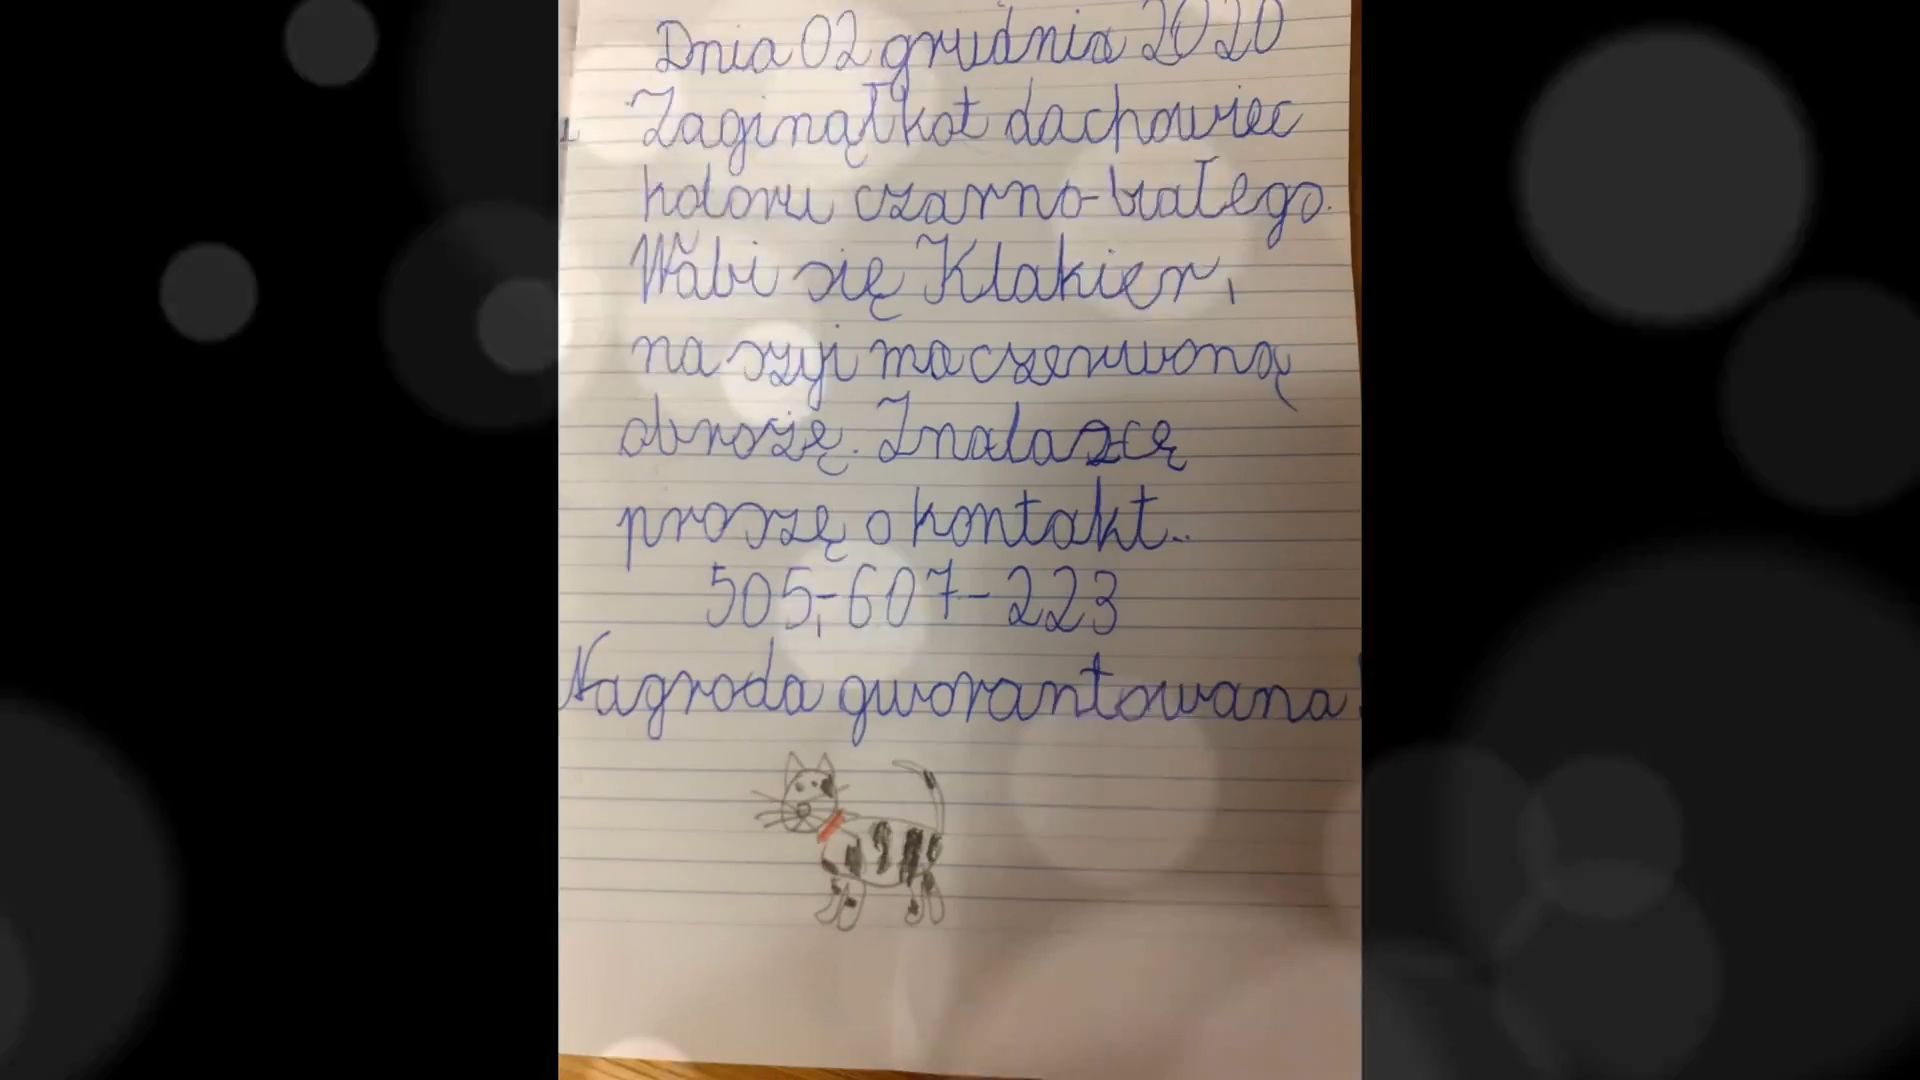 Dnia 02 grudnia 2020
Zaginął kot dachowiec
koloru czarno-białego.
Wabi się Klakier,
na szyi ma czerwoną
obrożę. Znalazcę
proszę o kontakt..
505-607-223
Nagroda gworantowana!